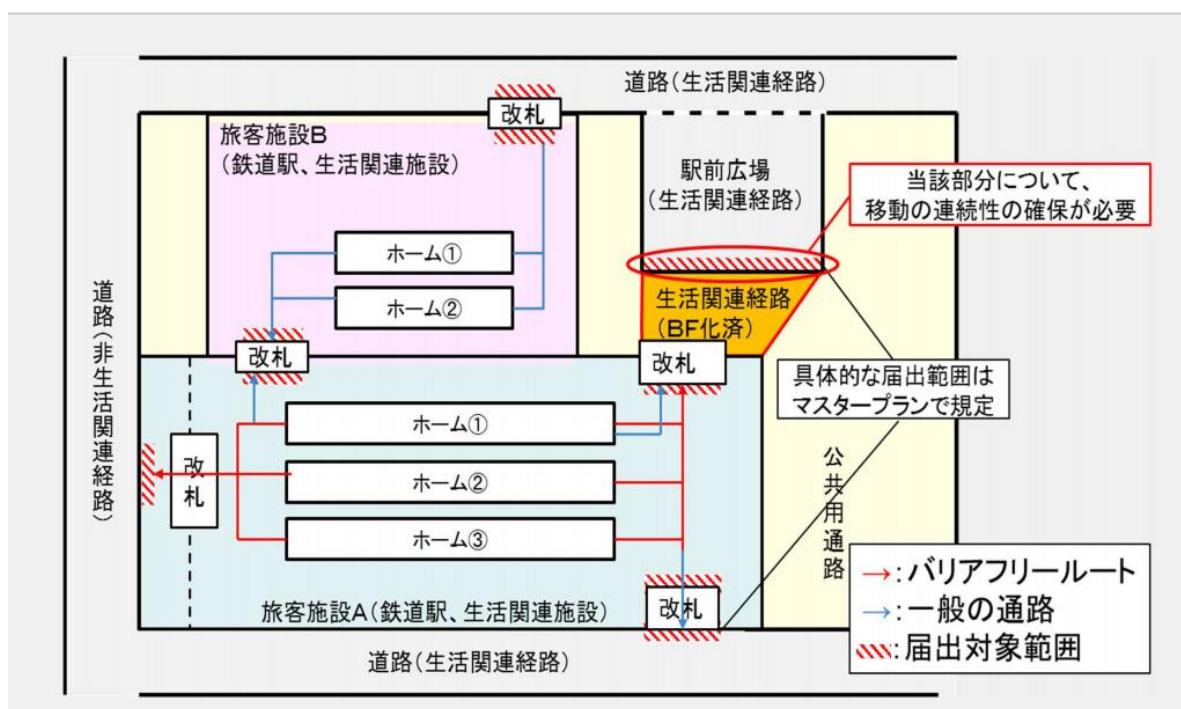 道路(生活関連経路)
改札
旅客施設B
(鉄道駅、生活関連施設)
駅前広場
(生活関連経路)
当該部分について、
移動の連続性の確保が必要
ホーム①
ホーム②
生活関連経路
(BF化済)
道路(非生活関連経路)
改札
改札
具体的な届出範囲は
マスタープランで規定
ホーム①
改
札
ホーム②
ホーム③
公共用通路
→:バリアフリールート
→:一般の通路
:届出対象範囲
改札
旅客施設A(鉄道駅、生活関連施設)
道路(生活関連経路)